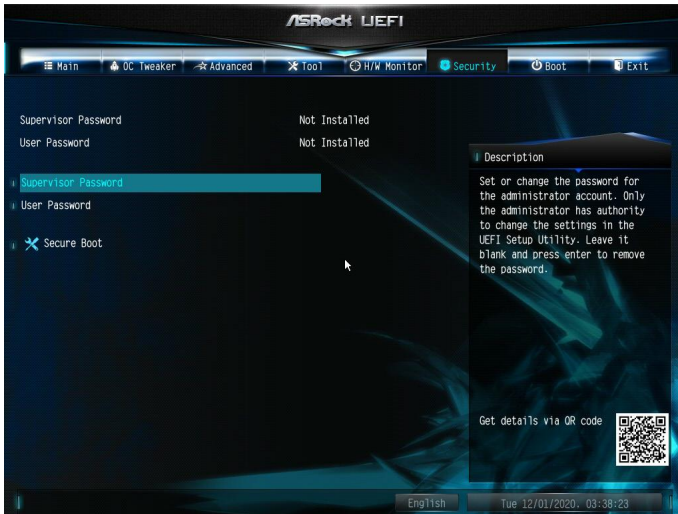 ASRock UEFI
Main OC Tweaker Advanced Tool H/W Monitor Security Boot Exit
Supervisor Password Not Installed
User Password Not Installed
Supervisor Password
User Password
Secure Boot
Description
Set or change the password for
the administrator account. Only
the administrator has authority
to change the settings in the
UEFI Setup Utility. Leave it
blank and press enter to remove
the password.
Get details via QR code
English Tue 12/01/2020. 03:38:23